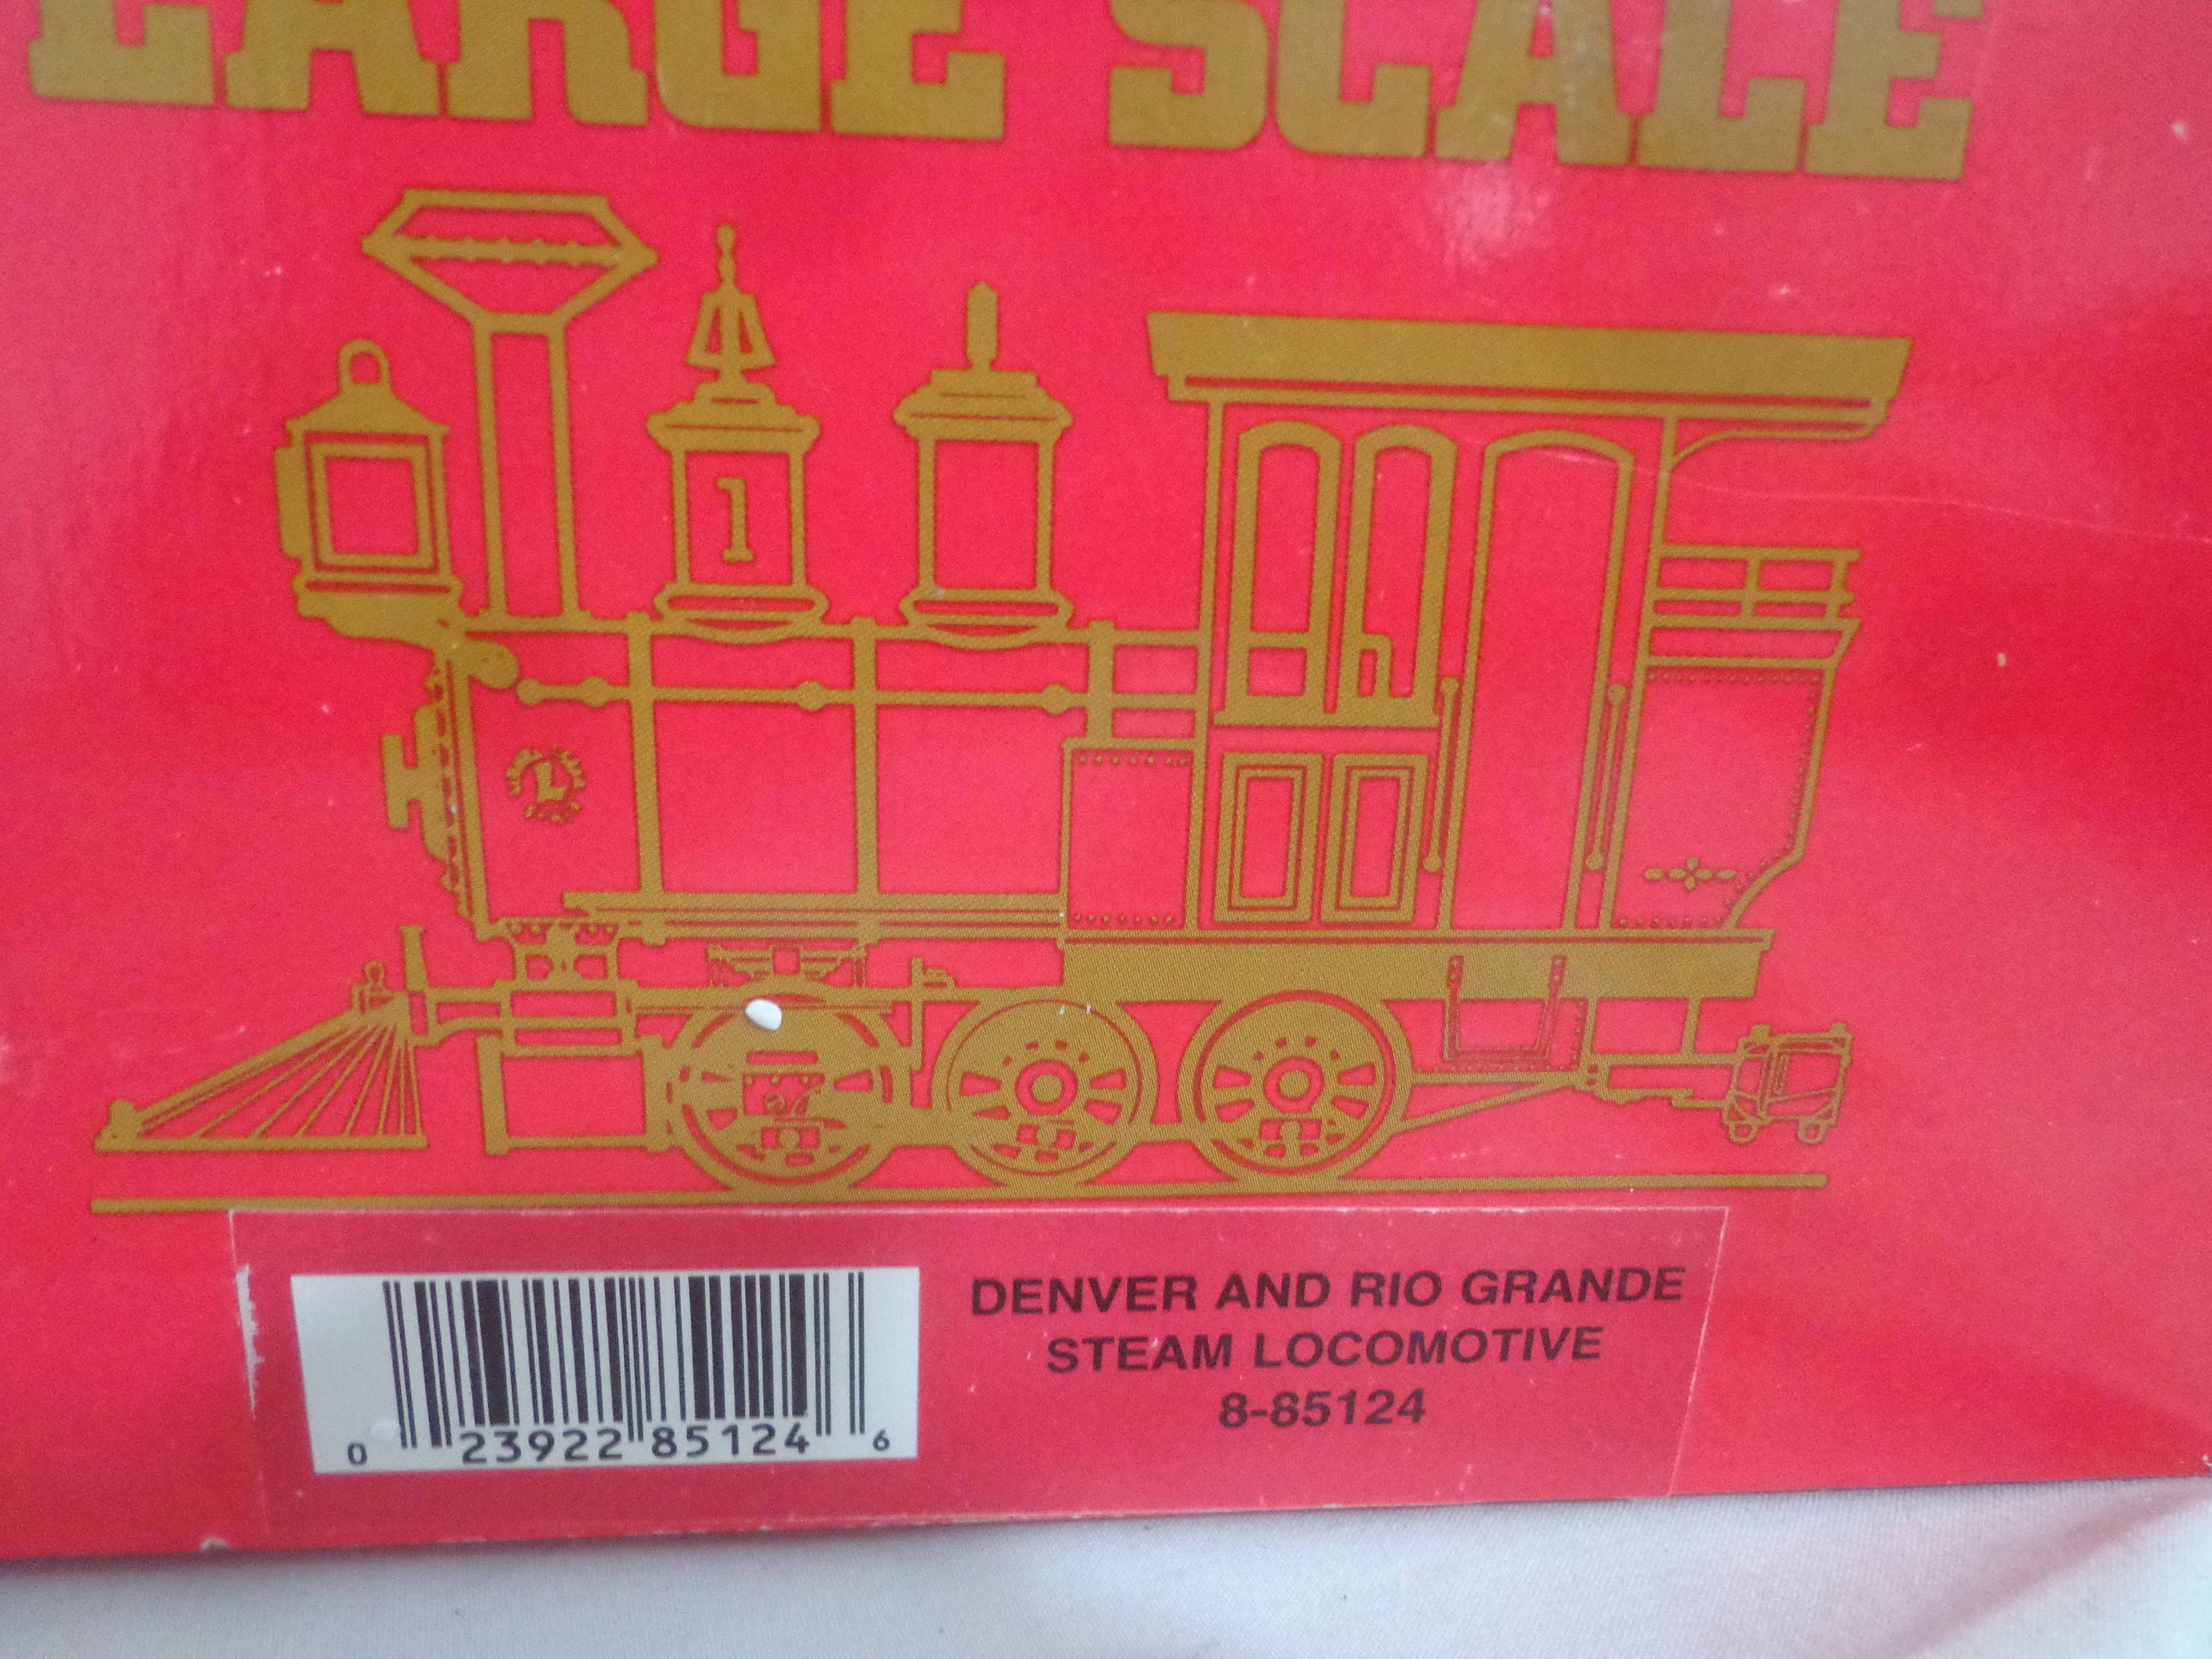 LARGE SCALE
1
L
DENVER AND RIO GRANDE
STEAM LOCOMOTIVE
8-85124
0 23922 85124 6